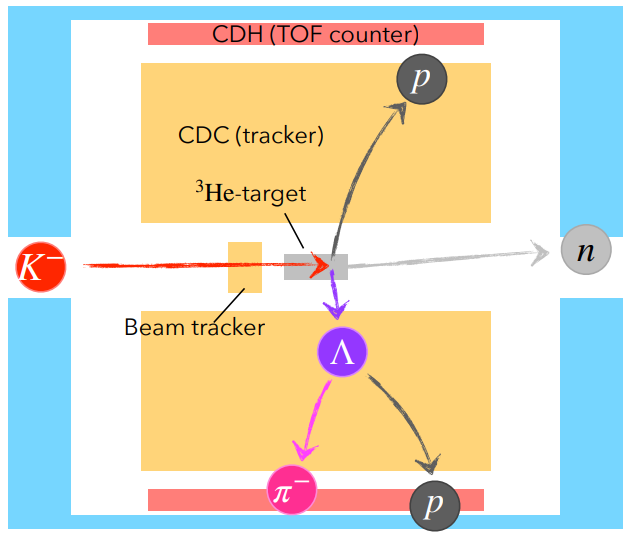 CDH (TOF counter)
p
CDC (tracker)
³He-target
K⁻
n
Beam tracker
Λ
π⁻
p